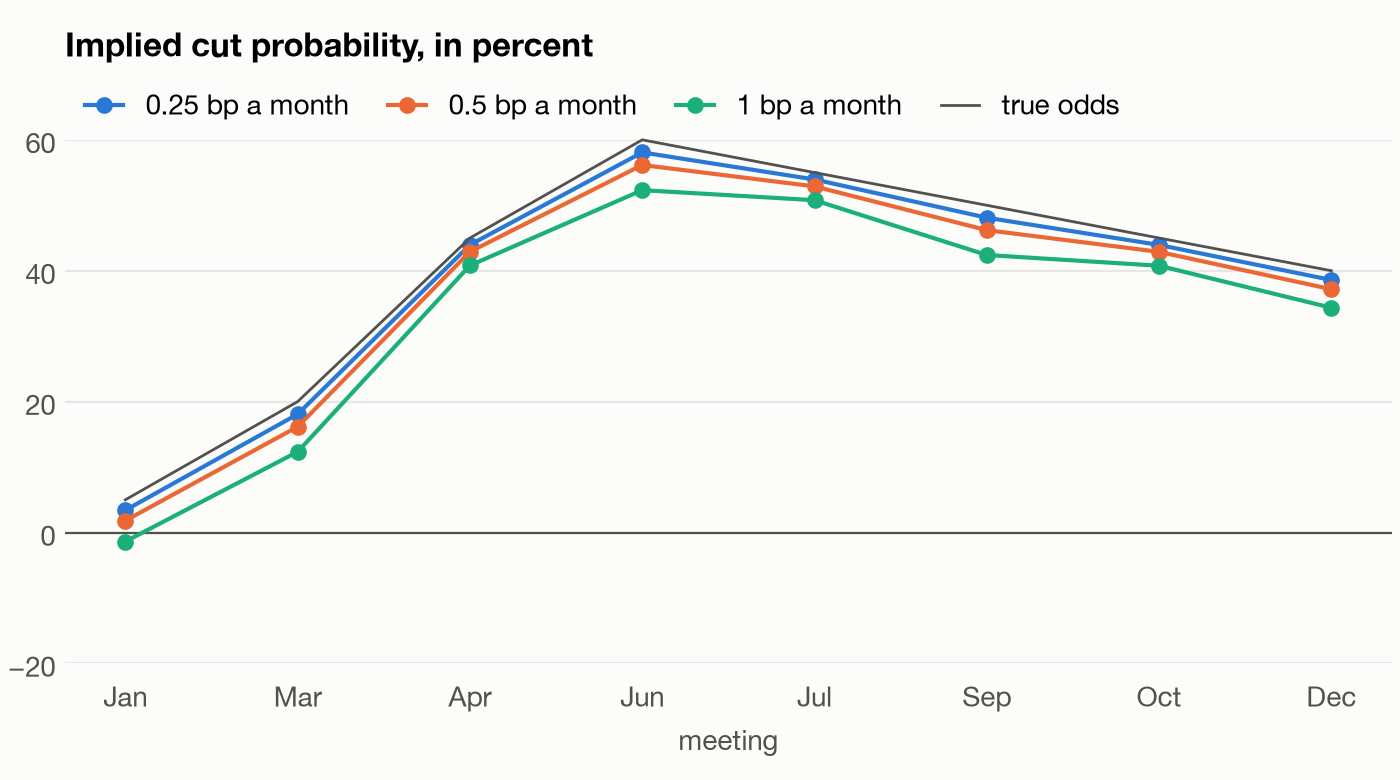 Implied cut probability, in percent
0.25 bp a month 0.5 bp a month 1 bp a month true odds
60
40
20
0
−20
Jan Mar Apr Jun Jul Sep Oct Dec
meeting